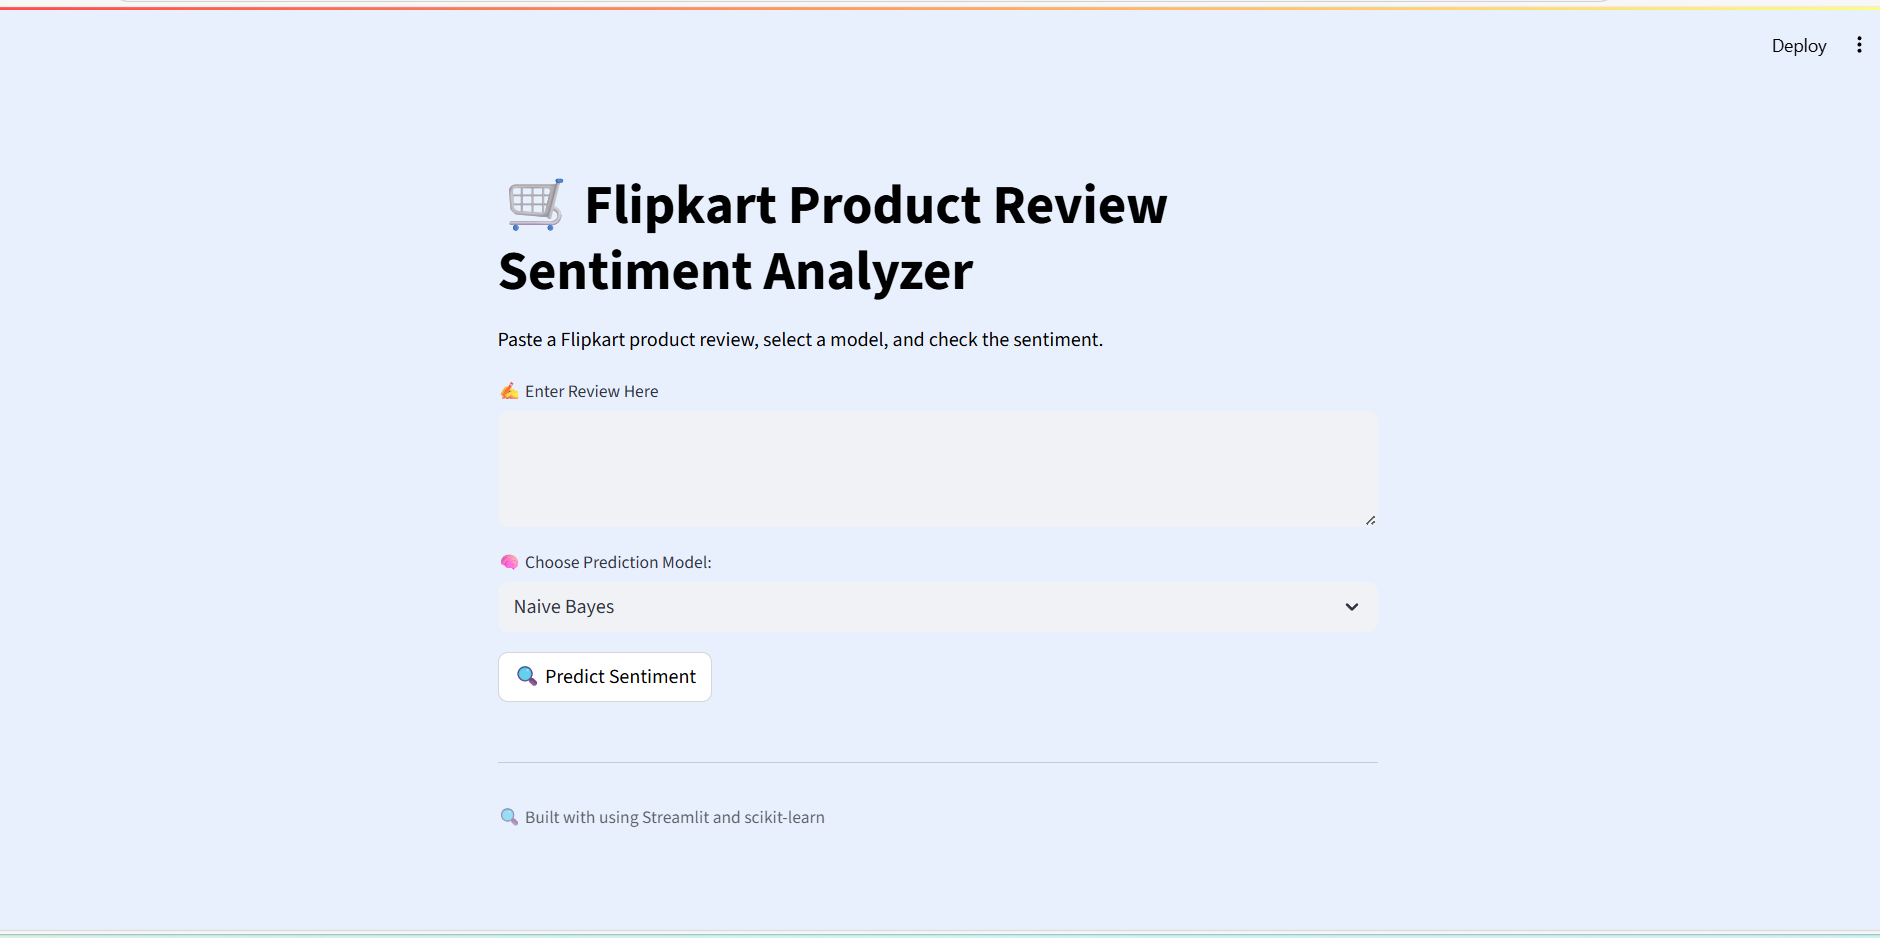 Deploy
Flipkart Product Review
Sentiment Analyzer
Paste a Flipkart product review, select a model, and check the sentiment.
Enter Review Here
Choose Prediction Model:
Naive Bayes
Predict Sentiment
Built with using Streamlit and scikit-learn